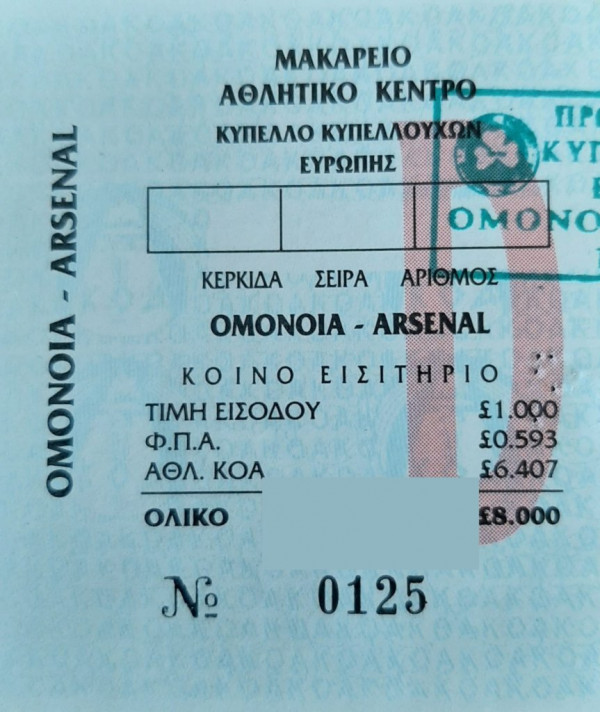 ΜΑΚΑΡΕΙΟ
ΑΘΛΗΤΙΚΟ ΚΕΝΤΡΟ
ΚΥΠΕΛΛΟ ΚΥΠΕΛΛΟΥΧΩΝ
ΕΥΡΩΠΗΣ
ΚΕΡΚΙΔΑ ΣΕΙΡΑ ΑΡΙΘΜΟΣ
ΟΜΟΝΟΙΑ - ARSENAL
ΚΟΙΝΟ ΕΙΣΙΤΗΡΙΟ
ΤΙΜΗ ΕΙΣΟΔΟΥ £1.000
Φ.Π.Α. £0.593
ΑΘΛ. ΚΟΑ £6.407
ΟΛΙΚΟ £8.000
№ 0125
ΟΜΟΝΟΙΑ - ARSENAL